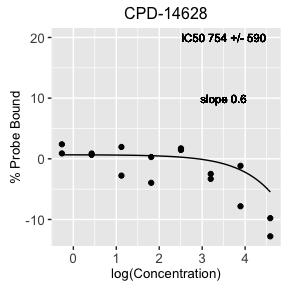 CPD-14628
IC50 754 +/- 590
slope 0.6
% Probe Bound
20
10
0
-10
0 1 2 3 4
log(Concentration)